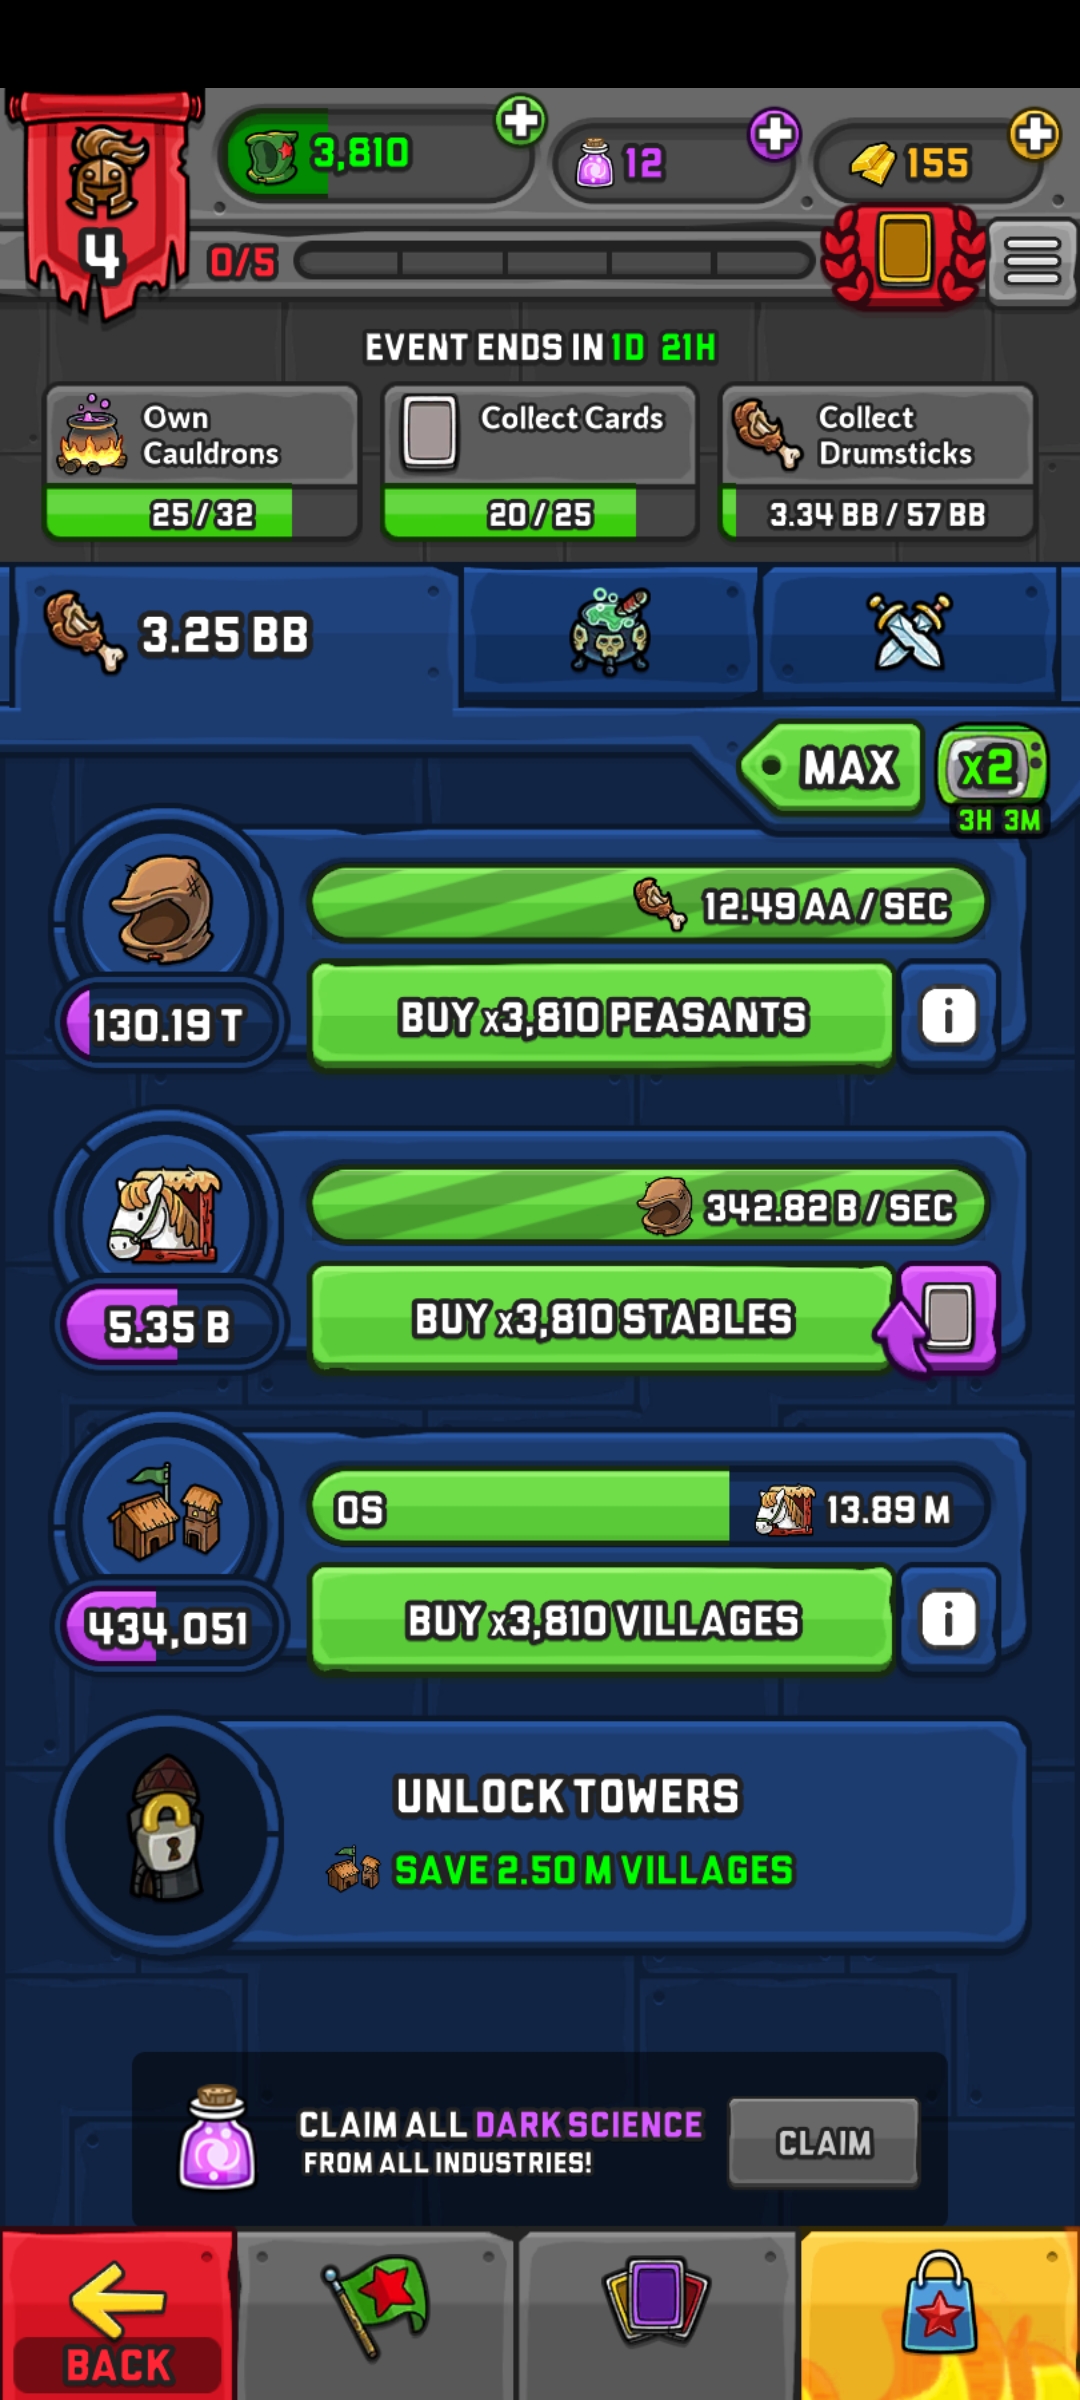 3,810
12
155
4
0/5
EVENT ENDS IN 1D 21H
Own
Cauldrons
25/32
Collect Cards
20/25
Collect
Drumsticks
3.34 BB / 57 BB
3.25 BB
MAX
x2
3H 3M
12.49 AA / SEC
130.19 T
BUY x3,810 PEASANTS
i
342.82 B / SEC
5.35 B
BUY x3,810 STABLES
0S
13.89 M
434,051
BUY x3,810 VILLAGES
i
UNLOCK TOWERS
SAVE 2.50 M VILLAGES
CLAIM ALL DARK SCIENCE
FROM ALL INDUSTRIES!
CLAIM
BACK